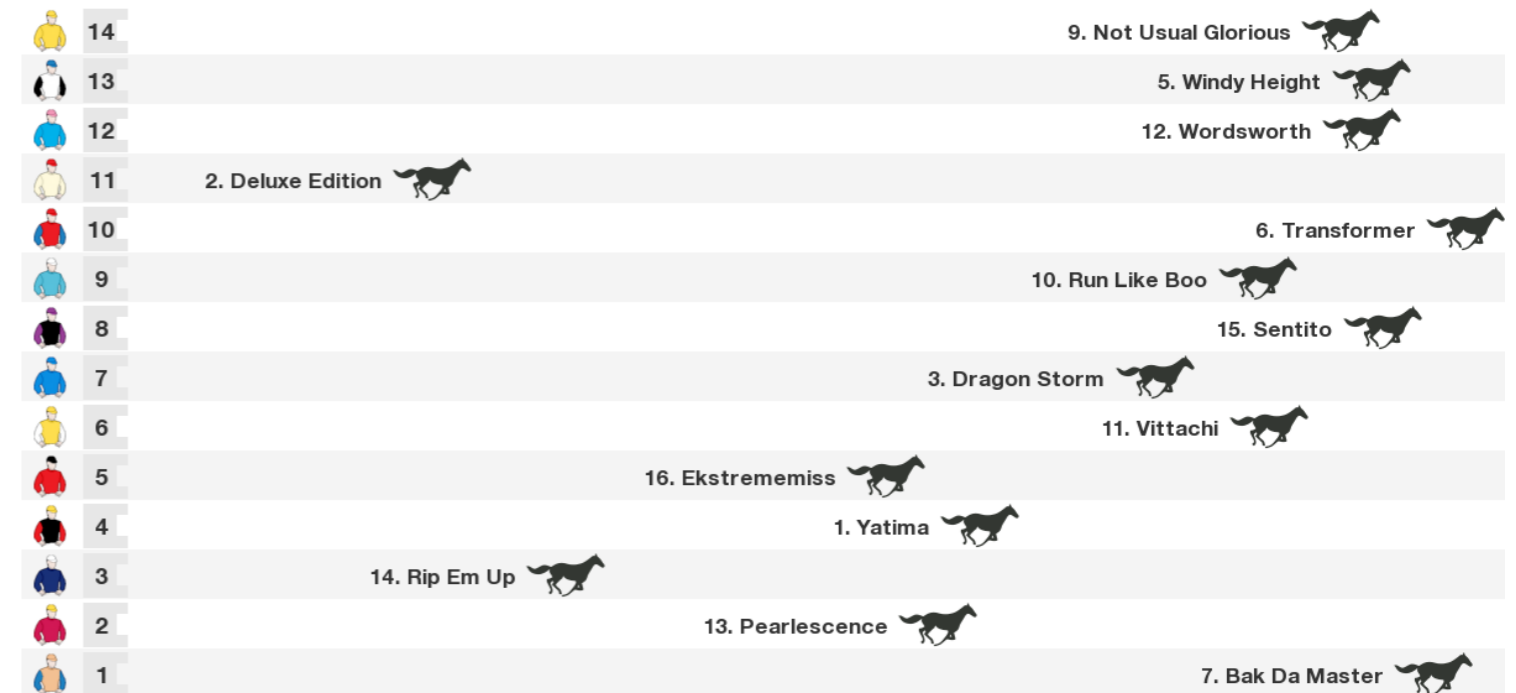 14 9. Not Usual Glorious
13 5. Windy Height
12 12. Wordsworth
11 2. Deluxe Edition
10 6. Transformer
9 10. Run Like Boo
8 15. Sentito
7 3. Dragon Storm
6 11. Vittachi
5 16. Ekstrememiss
4 1. Yatima
3 14. Rip Em Up
2 13. Pearlescence
1 7. Bak Da Master